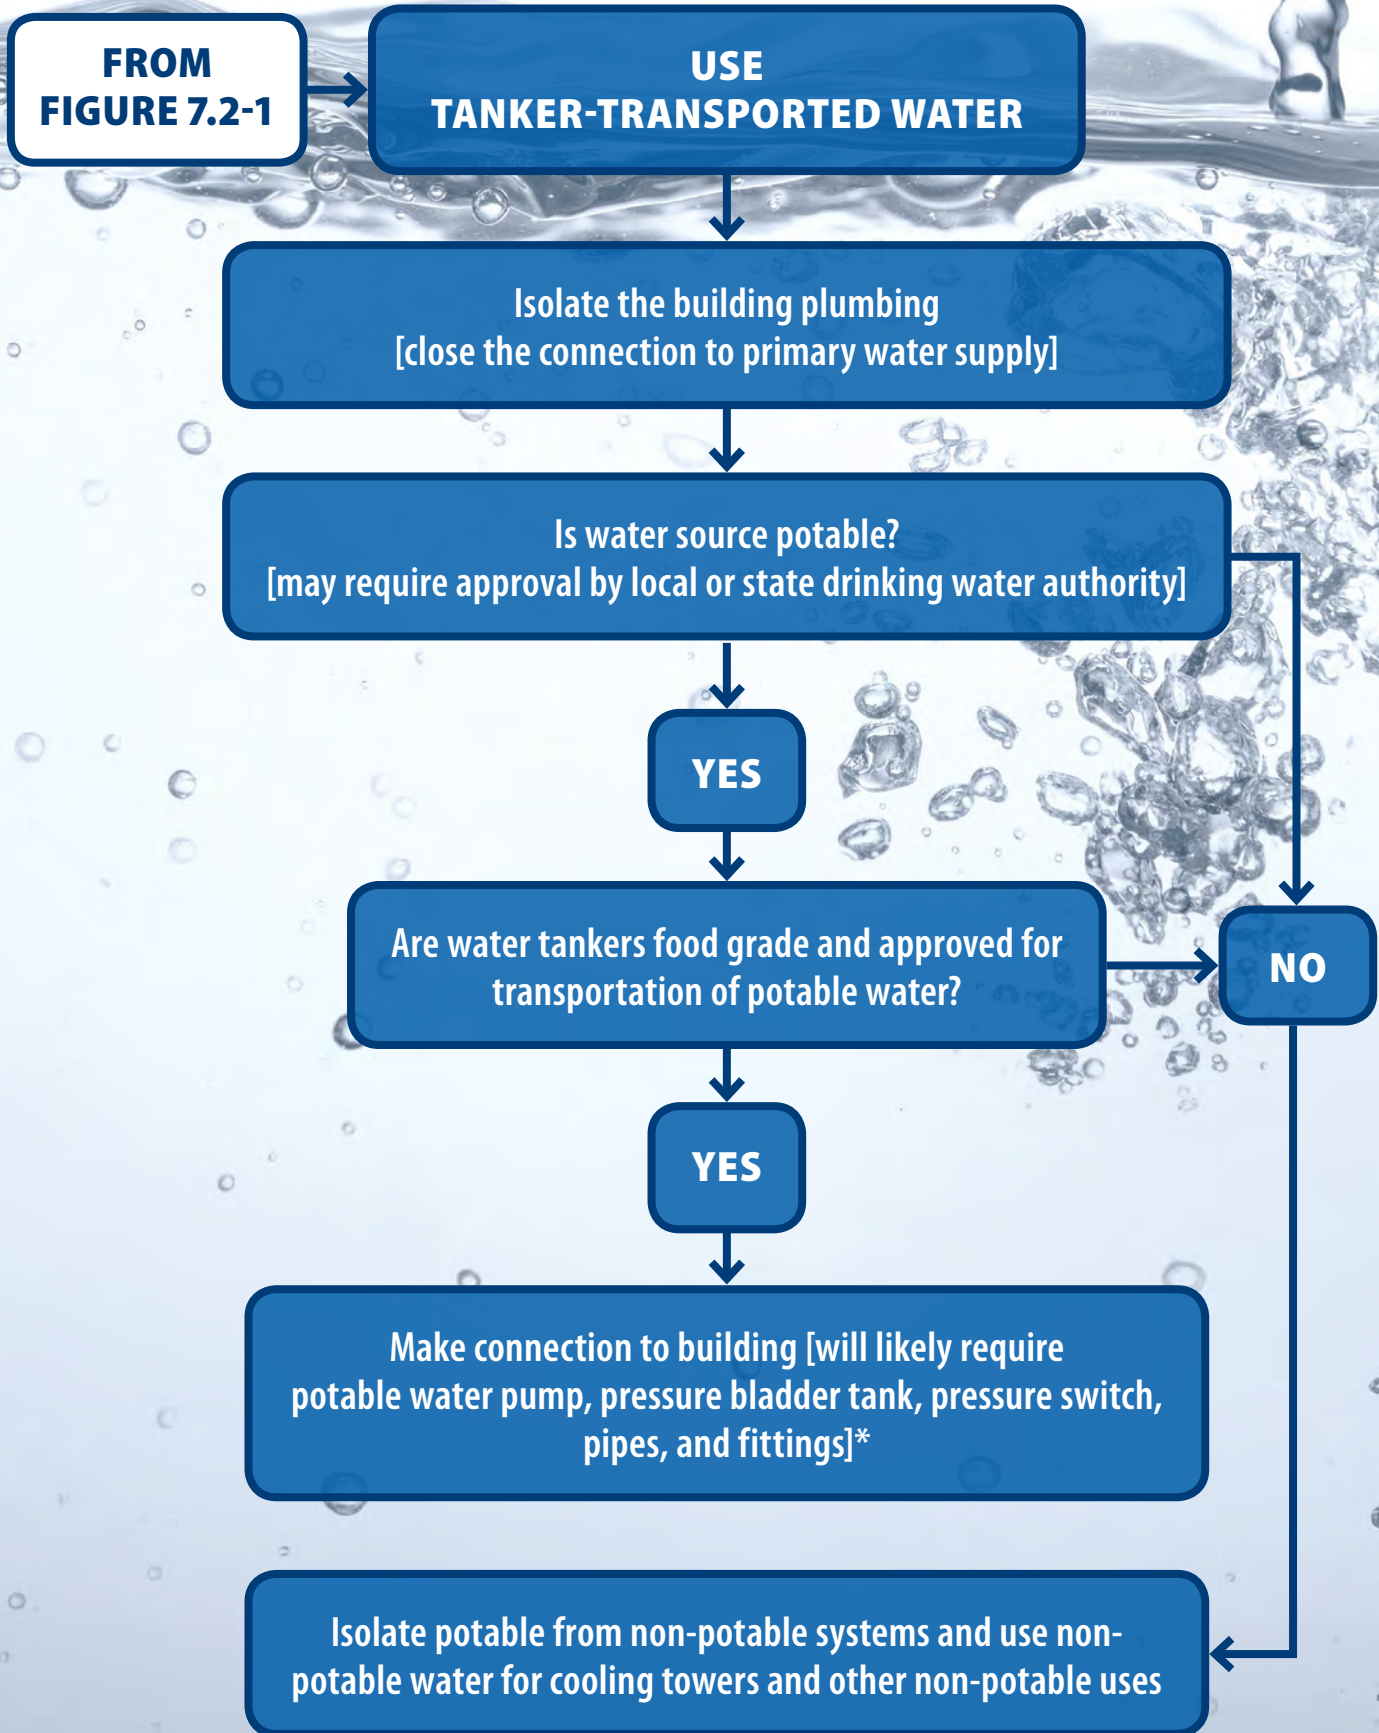 FROM
FIGURE 7.2-1
USE
TANKER-TRANSPORTED WATER
Isolate the building plumbing
[close the connection to primary water supply]
Is water source potable?
[may require approval by local or state drinking water authority]
YES
Are water tankers food grade and approved for
transportation of potable water?
NO
YES
Make connection to building [will likely require
potable water pump, pressure bladder tank, pressure switch,
pipes, and fittings]*
Isolate potable from non-potable systems and use non-
potable water for cooling towers and other non-potable uses